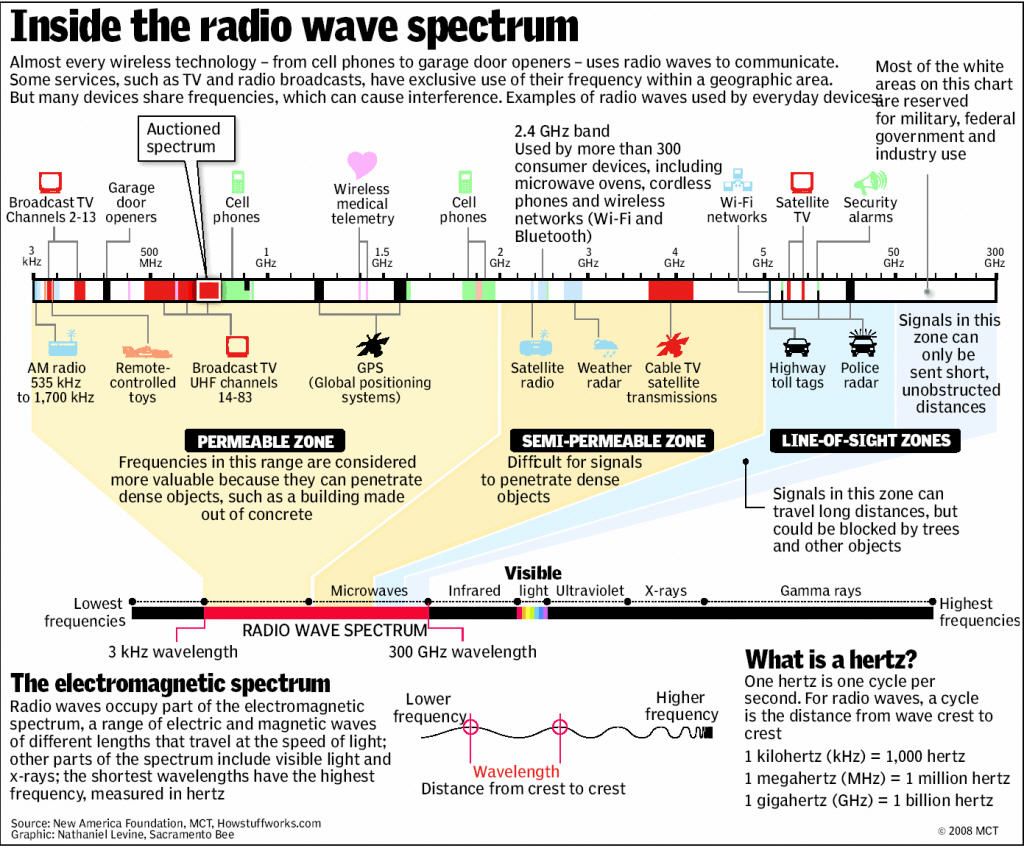 Inside the radio wave spectrum
Almost every wireless technology – from cell phones to garage door openers – uses radio waves to communicate.
Some services, such as TV and radio broadcasts, have exclusive use of their frequency within a geographic area.
But many devices share frequencies, which can cause interference. Examples of radio waves used by everyday devices:
Most of the white
areas on this chart
are reserved
for military, federal
government and
industry use
Auctioned
spectrum
2.4 GHz band
Used by more than 300
consumer devices, including
microwave ovens, cordless
phones and wireless
networks (Wi-Fi and
Bluetooth)
Broadcast TV
Channels 2-13
Garage
door
openers
Cell
phones
Wireless
medical
telemetry
Cell
phones
Wi-Fi
networks
Satellite
TV
Security
alarms
3
kHz
500
MHz
1
GHz
1.5
GHz
2
GHz
3
GHz
4
GHz
5
GHz
50
GHz
300
GHz
AM radio
535 kHz
to 1,700 kHz
Remote-
controlled
toys
Broadcast TV
UHF channels
14-83
GPS
(Global positioning
systems)
Satellite
radio
Weather
radar
Cable TV
satellite
transmissions
Highway
toll tags
Police
radar
Signals in this
zone can
only be
sent short,
unobstructed
distances
PERMEABLE ZONE
Frequencies in this range are considered
more valuable because they can penetrate
dense objects, such as a building made
out of concrete
SEMI-PERMEABLE ZONE
Difficult for signals
to penetrate dense
objects
LINE-OF-SIGHT ZONES
Signals in this zone can
travel long distances, but
could be blocked by trees
and other objects
Lowest
frequencies
Microwaves
Infrared
Visible
light
Ultraviolet
X-rays
Gamma rays
Highest
frequencies
RADIO WAVE SPECTRUM
3 kHz wavelength
300 GHz wavelength
The electromagnetic spectrum
Radio waves occupy part of the electromagnetic
spectrum, a range of electric and magnetic waves
of different lengths that travel at the speed of light;
other parts of the spectrum include visible light and
x-rays; the shortest wavelengths have the highest
frequency, measured in hertz
Lower
frequency
Higher
frequency
Wavelength
Distance from crest to crest
What is a hertz?
One hertz is one cycle per
second. For radio waves, a cycle
is the distance from wave crest to
crest
1 kilohertz (kHz) = 1,000 hertz
1 megahertz (MHz) = 1 million hertz
1 gigahertz (GHz) = 1 billion hertz
Source: New America Foundation, MCT, Howstuffworks.com
Graphic: Nathaniel Levine, Sacramento Bee
© 2008 MCT